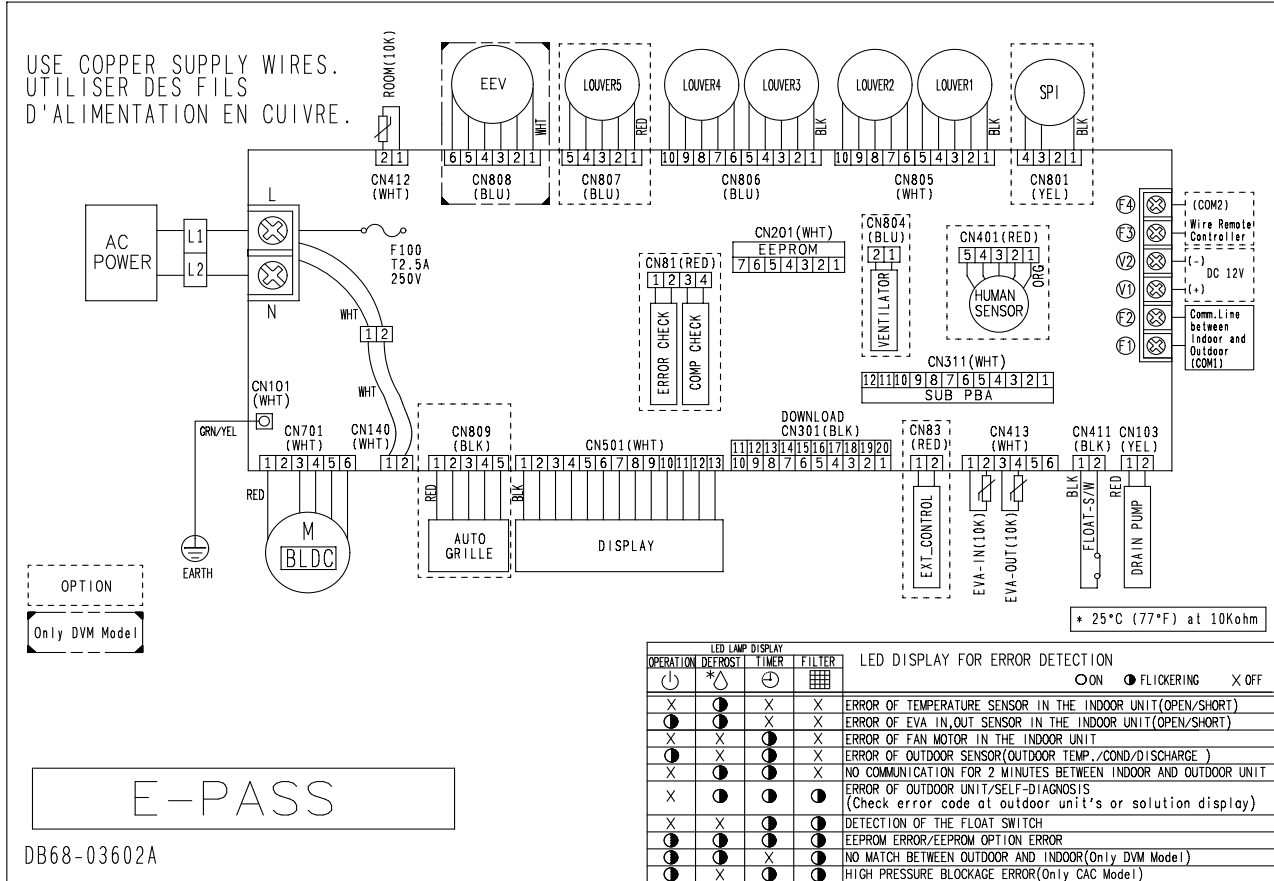 USE COPPER SUPPLY WIRES.
UTILISER DES FILS
D'ALIMENTATION EN CUIVRE.
ROOM(10K)
2 1
CN412
(WHT)
EEV
WHT
6 5 4 3 2 1
CN808
(BLU)
LOUVER5
RED
5 4 3 2 1
CN807
(BLU)
LOUVER4
LOUVER3
BLK
10 9 8 7 6 5 4 3 2 1
CN806
(BLU)
LOUVER2
LOUVER1
BLK
10 9 8 7 6 5 4 3 2 1
CN805
(WHT)
SPI
BLK
4 3 2 1
CN801
(YEL)
AC
POWER
L1
L2
L
N
F100
T2.5A
250V
WHT
1 2
WHT
CN81(RED)
1 2 3 4
ERROR CHECK
COMP CHECK
CN201(WHT)
EEPROM
7 6 5 4 3 2 1
CN804
(BLU)
2 1
VENTILATOR
CN401(RED)
5 4 3 2 1
ORG
HUMAN
SENSOR
F4
(COM2)
F3
Wire Remote
Controller
V2
(-)
DC 12V
V1
(+)
F2
F1
Comm.Line
between
Indoor and
Outdoor
(COM1)
CN311(WHT)
12 11 10 9 8 7 6 5 4 3 2 1
SUB PBA
CN101
(WHT)
GRN/YEL
EARTH
CN701
(WHT)
1 2 3 4 5 6
RED
M
BLDC
CN140
(WHT)
1 2
CN809
(BLK)
1 2 3 4 5
RED
AUTO
GRILLE
CN501(WHT)
1 2 3 4 5 6 7 8 9 10 11 12 13
BLK
DISPLAY
DOWNLOAD
CN301(BLK)
11 12 13 14 15 16 17 18 19 20
10 9 8 7 6 5 4 3 2 1
CN83
(RED)
1 2
EXT_CONTROL
CN413
(WHT)
1 2 3 4 5 6
EVA-IN(10K)
EVA-OUT(10K)
CN411
(BLK)
1 2
BLK
FLOAT-S/W
CN103
(YEL)
1 2
RED
DRAIN PUMP
OPTION
Only DVM Model
* 25°C (77°F) at 10Kohm
LED LAMP DISPLAY
OPERATION DEFROST TIMER FILTER
LED DISPLAY FOR ERROR DETECTION
ON FLICKERING X OFF
X ◑ X X ERROR OF TEMPERATURE SENSOR IN THE INDOOR UNIT(OPEN/SHORT)
◑ ◑ X X ERROR OF EVA IN,OUT SENSOR IN THE INDOOR UNIT(OPEN/SHORT)
X X ◑ X ERROR OF FAN MOTOR IN THE INDOOR UNIT
◑ X ◑ X ERROR OF OUTDOOR SENSOR(OUTDOOR TEMP./COND/DISCHARGE )
X ◑ ◑ X NO COMMUNICATION FOR 2 MINUTES BETWEEN INDOOR AND OUTDOOR UNIT
X ◑ ◑ ◑ ERROR OF OUTDOOR UNIT/SELF-DIAGNOSIS
(Check error code at outdoor unit's or solution display)
X X ◑ ◑ DETECTION OF THE FLOAT SWITCH
◑ ◑ ◑ ◑ EEPROM ERROR/EEPROM OPTION ERROR
◑ ◑ X ◑ NO MATCH BETWEEN OUTDOOR AND INDOOR(Only DVM Model)
◑ X ◑ ◑ HIGH PRESSURE BLOCKAGE ERROR(Only CAC Model)
E-PASS
DB68-03602A